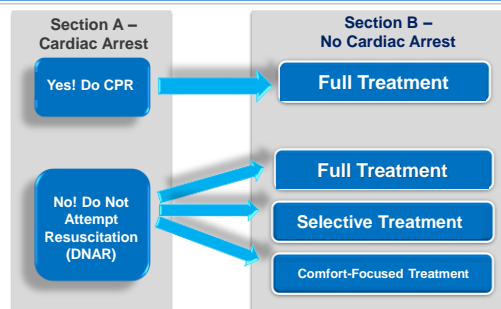 Section A –
Cardiac Arrest
Section B –
No Cardiac Arrest
Yes! Do CPR
Full Treatment
No! Do Not
Attempt
Resuscitation
(DNAR)
Full Treatment
Selective Treatment
Comfort-Focused Treatment